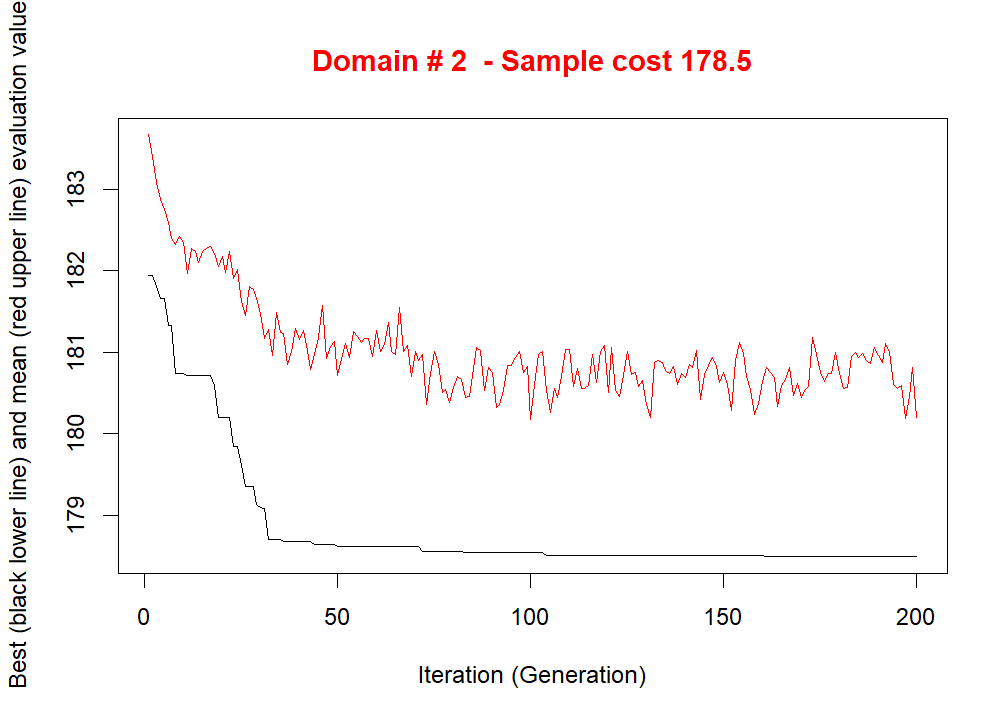 Domain # 2  - Sample cost 178.5
Best (black lower line) and mean (red upper line) evaluation value
183
182
181
180
179
0 50 100 150 200
Iteration (Generation)